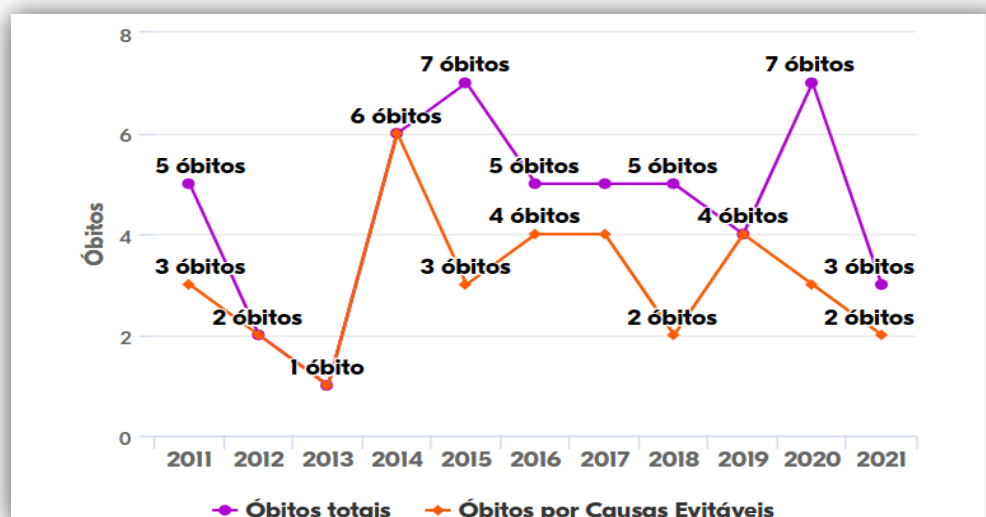 8
7 óbitos
7 óbitos
6 óbitos
6
5 óbitos
5 óbitos
5 óbitos
4 óbitos
4 óbitos
4
Óbitos
3 óbitos
3 óbitos
3 óbitos
2 óbitos
2 óbitos
2 óbitos
2
1 óbito
0
2011 2012 2013 2014 2015 2016 2017 2018 2019 2020 2021
Óbitos totais Óbitos por Causas Evitáveis